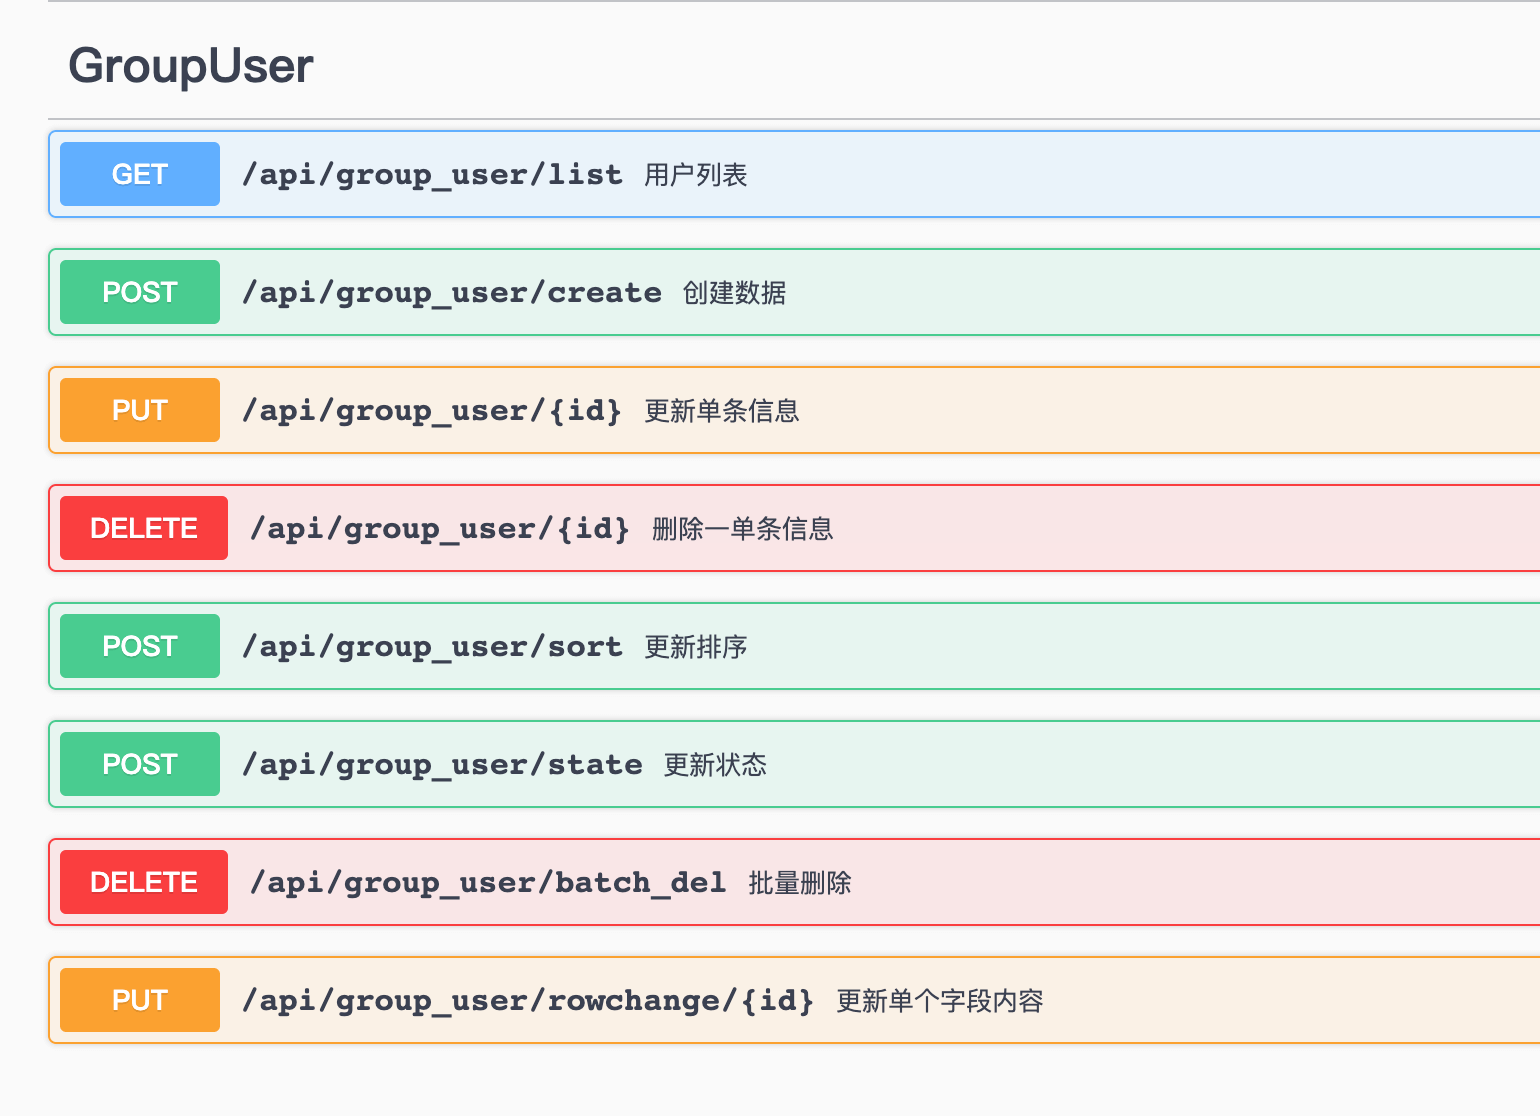 GroupUser
GET /api/group_user/list 用户列表
POST /api/group_user/create 创建数据
PUT /api/group_user/{id} 更新单条信息
DELETE /api/group_user/{id} 删除一单条信息
POST /api/group_user/sort 更新排序
POST /api/group_user/state 更新状态
DELETE /api/group_user/batch_del 批量删除
PUT /api/group_user/rowchange/{id} 更新单个字段内容